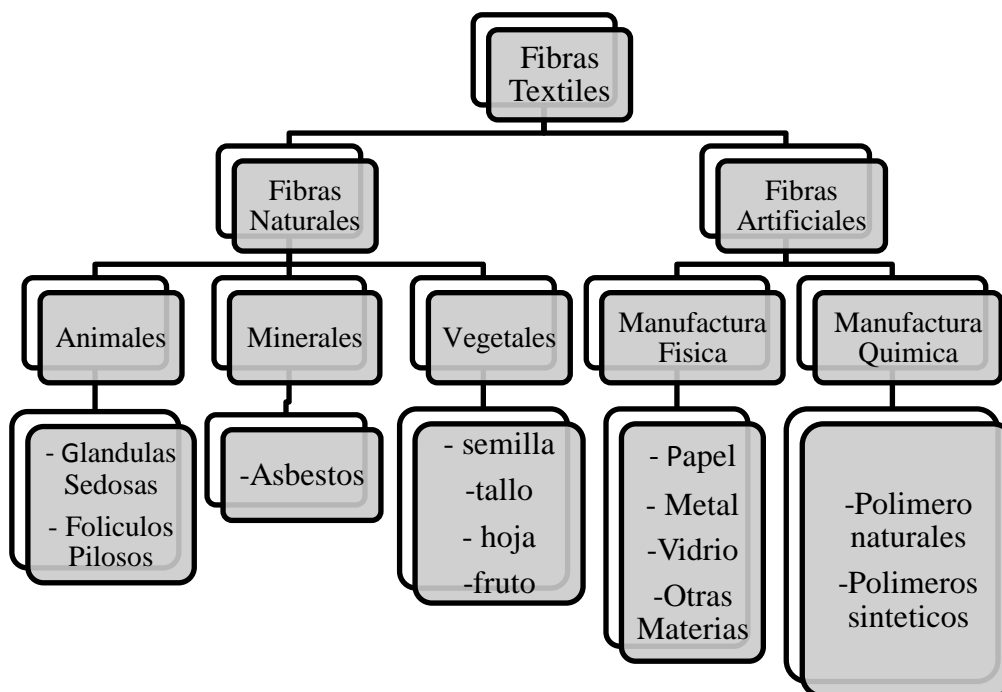 Fibras
Textiles
Fibras
Naturales
Fibras
Artificiales
Animales
Minerales
Vegetales
Manufactura
Fisica
Manufactura
Quimica
- Glandulas
Sedosas
- Foliculos
Pilosos
-Asbestos
- semilla
-tallo
- hoja
-fruto
- Papel
- Metal
-Vidrio
-Otras
Materias
-Polimero
naturales
-Polimeros
sinteticos